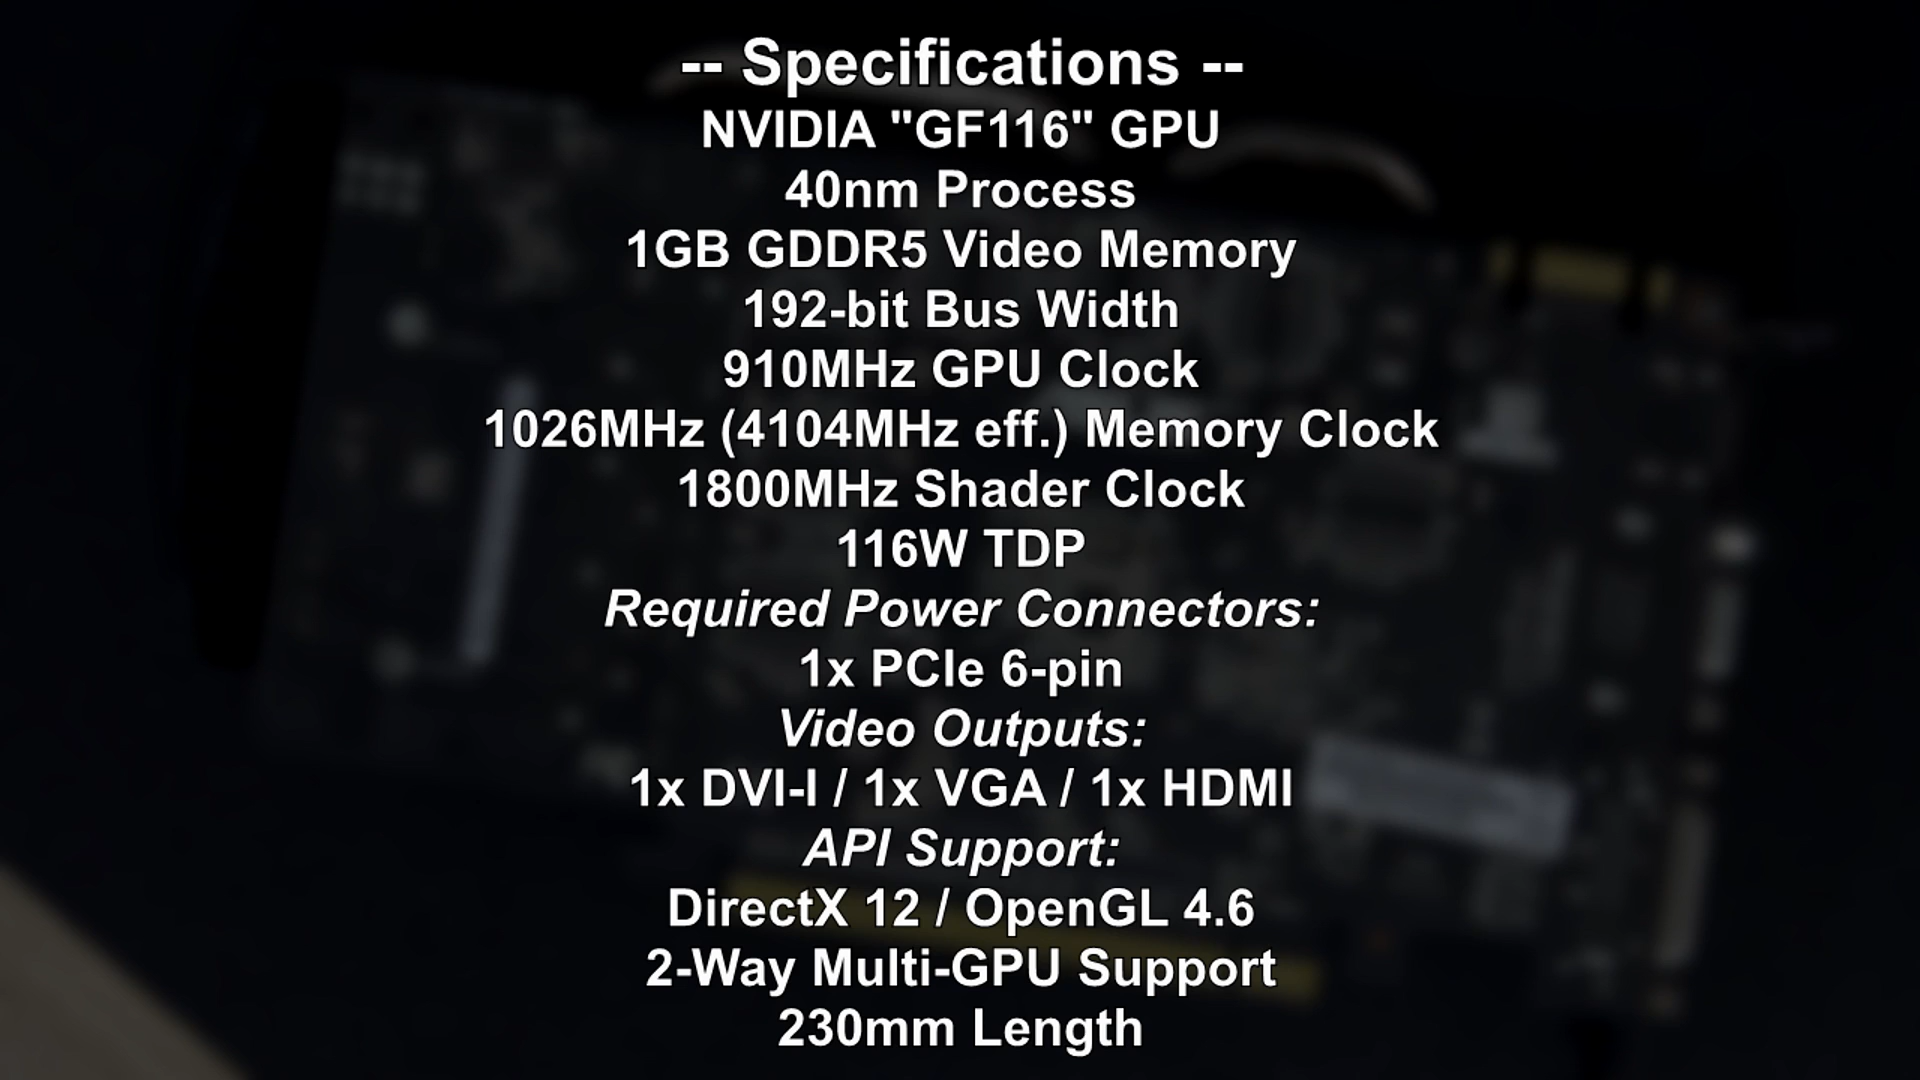 -- Specifications --
NVIDIA "GF116" GPU
40nm Process
1GB GDDR5 Video Memory
192-bit Bus Width
910MHz GPU Clock
1026MHz (4104MHz eff.) Memory Clock
1800MHz Shader Clock
116W TDP
Required Power Connectors:
1x PCIe 6-pin
Video Outputs:
1x DVI-I / 1x VGA / 1x HDMI
API Support:
DirectX 12 / OpenGL 4.6
2-Way Multi-GPU Support
230mm Length